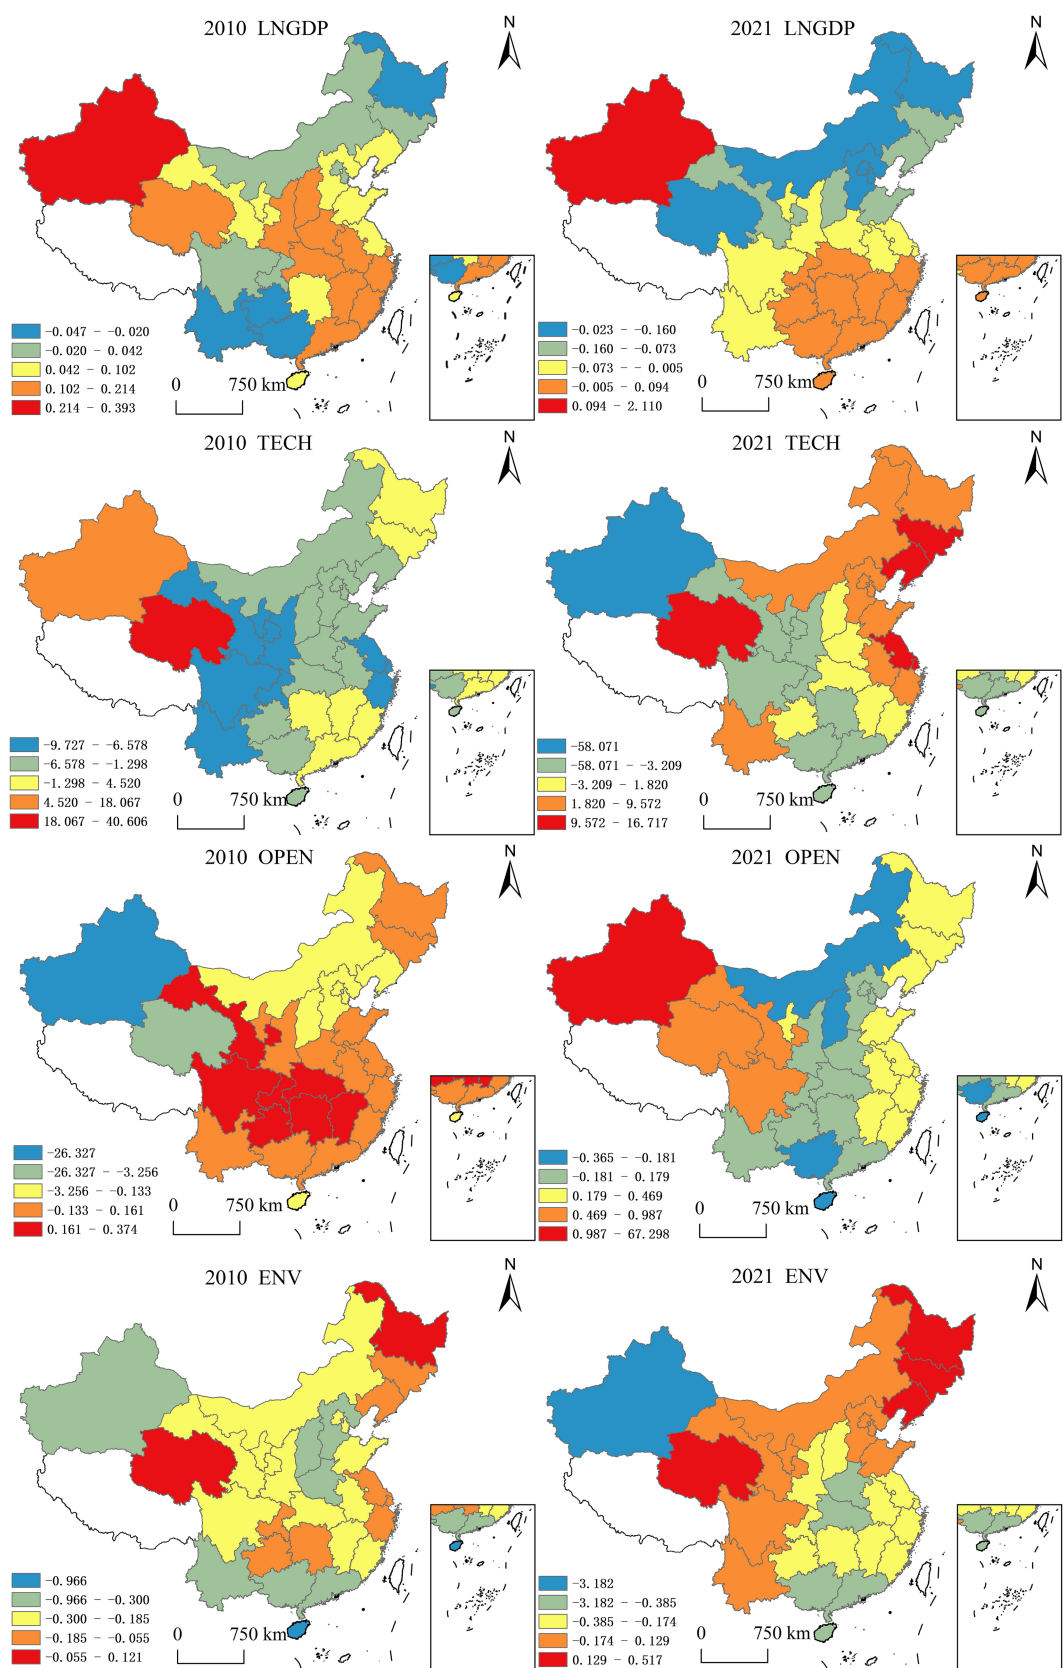 2010 LNGDP
N
-0.047 - -0.020
-0.020 - 0.042
0.042 - 0.102
0.102 - 0.214
0.214 - 0.393
0 750 km
2021 LNGDP
N
-0.023 - -0.160
-0.160 - -0.073
-0.073 - -0.005
-0.005 - 0.094
0.094 - 2.110
0 750 km
2010 TECH
N
-9.727 - -6.578
-6.578 - -1.298
-1.298 - 4.520
4.520 - 18.067
18.067 - 40.606
0 750 km
2021 TECH
N
-58.071
-58.071 - -3.209
-3.209 - 1.820
1.820 - 9.572
9.572 - 16.717
0 750 km
2010 OPEN
N
-26.327
-26.327 - -3.256
-3.256 - -0.133
-0.133 - 0.161
0.161 - 0.374
0 750 km
2021 OPEN
N
-0.365 - -0.181
-0.181 - 0.179
0.179 - 0.469
0.469 - 0.987
0.987 - 67.298
0 750 km
2010 ENV
N
-0.966
-0.966 - -0.300
-0.300 - -0.185
-0.185 - -0.055
-0.055 - 0.121
0 750 km
2021 ENV
N
-3.182
-3.182 - -0.385
-0.385 - -0.174
-0.174 - 0.129
0.129 - 0.517
0 750 km